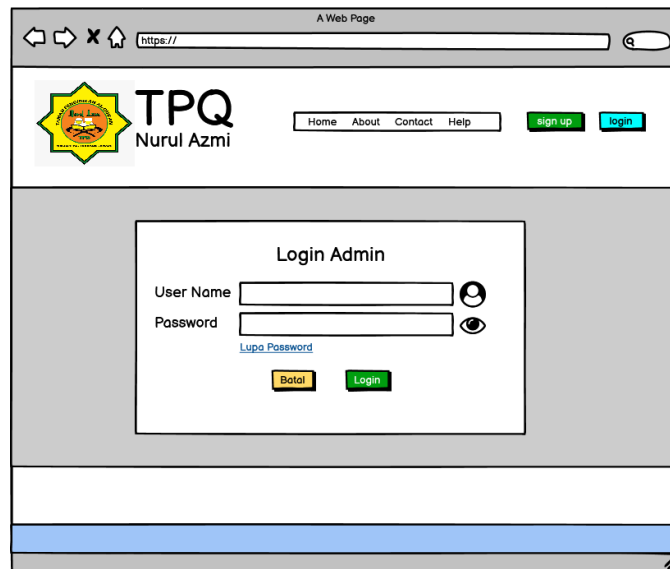 A Web Page
https://
TPQ
Nurul Azmi
Home About Contact Help
sign up
login
Login Admin
User Name
Password
Lupa Password
Batal
Login